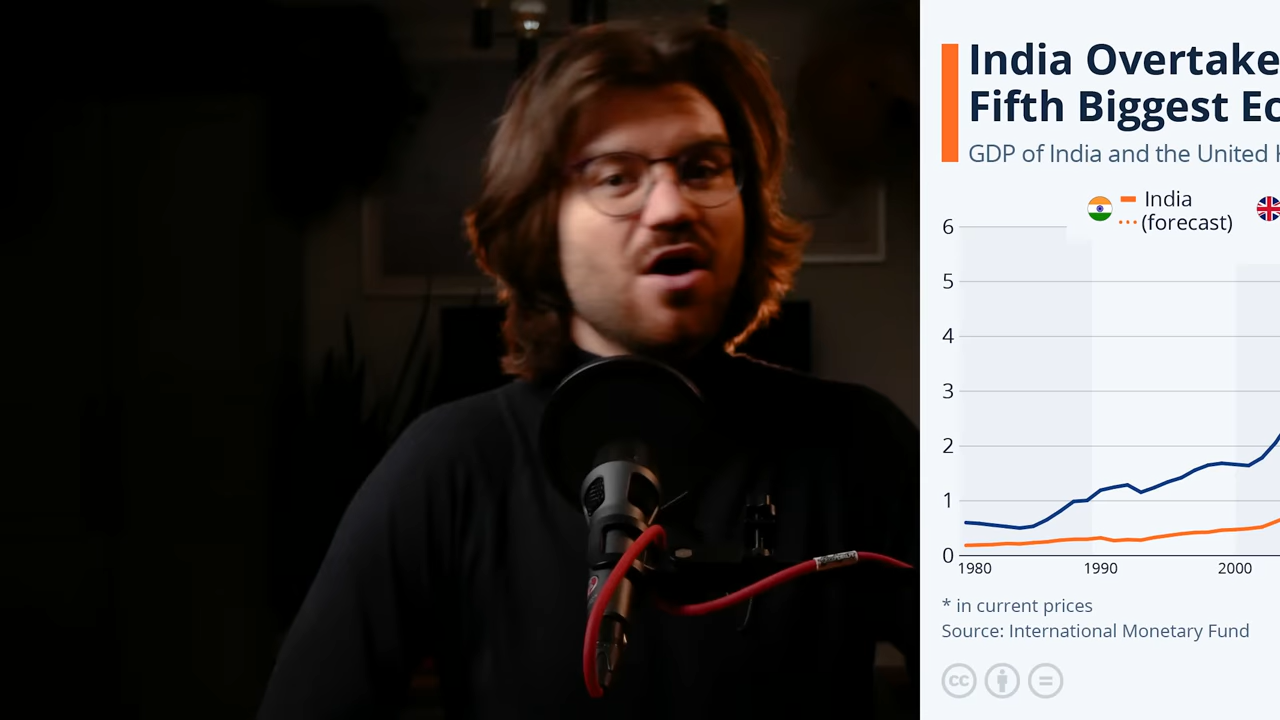 India Overtake
Fifth Biggest Ec
GDP of India and the United K
India
(forecast)
6
5
4
3
2
1
0
1980 1990 2000
* in current prices
Source: International Monetary Fund
cc